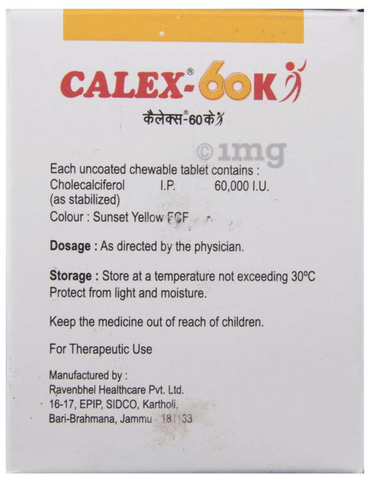 CALEX-®60K
कैलेक्स®-60के
©1mg
Each uncoated chewable tablet contains :
Cholecalciferol I.P. 60,000 I.U.
(as stabilized)
Colour : Sunset Yellow FCF
Dosage : As directed by the physician.
Storage : Store at a temperature not exceeding 30ºC
Protect from light and moisture.
Keep the medicine out of reach of children.
For Therapeutic Use
Manufactured by :
Ravenbhel Healthcare Pvt. Ltd.
16-17, EPIP, SIDCO, Kartholi,
Bari-Brahmana, Jammu - 181133